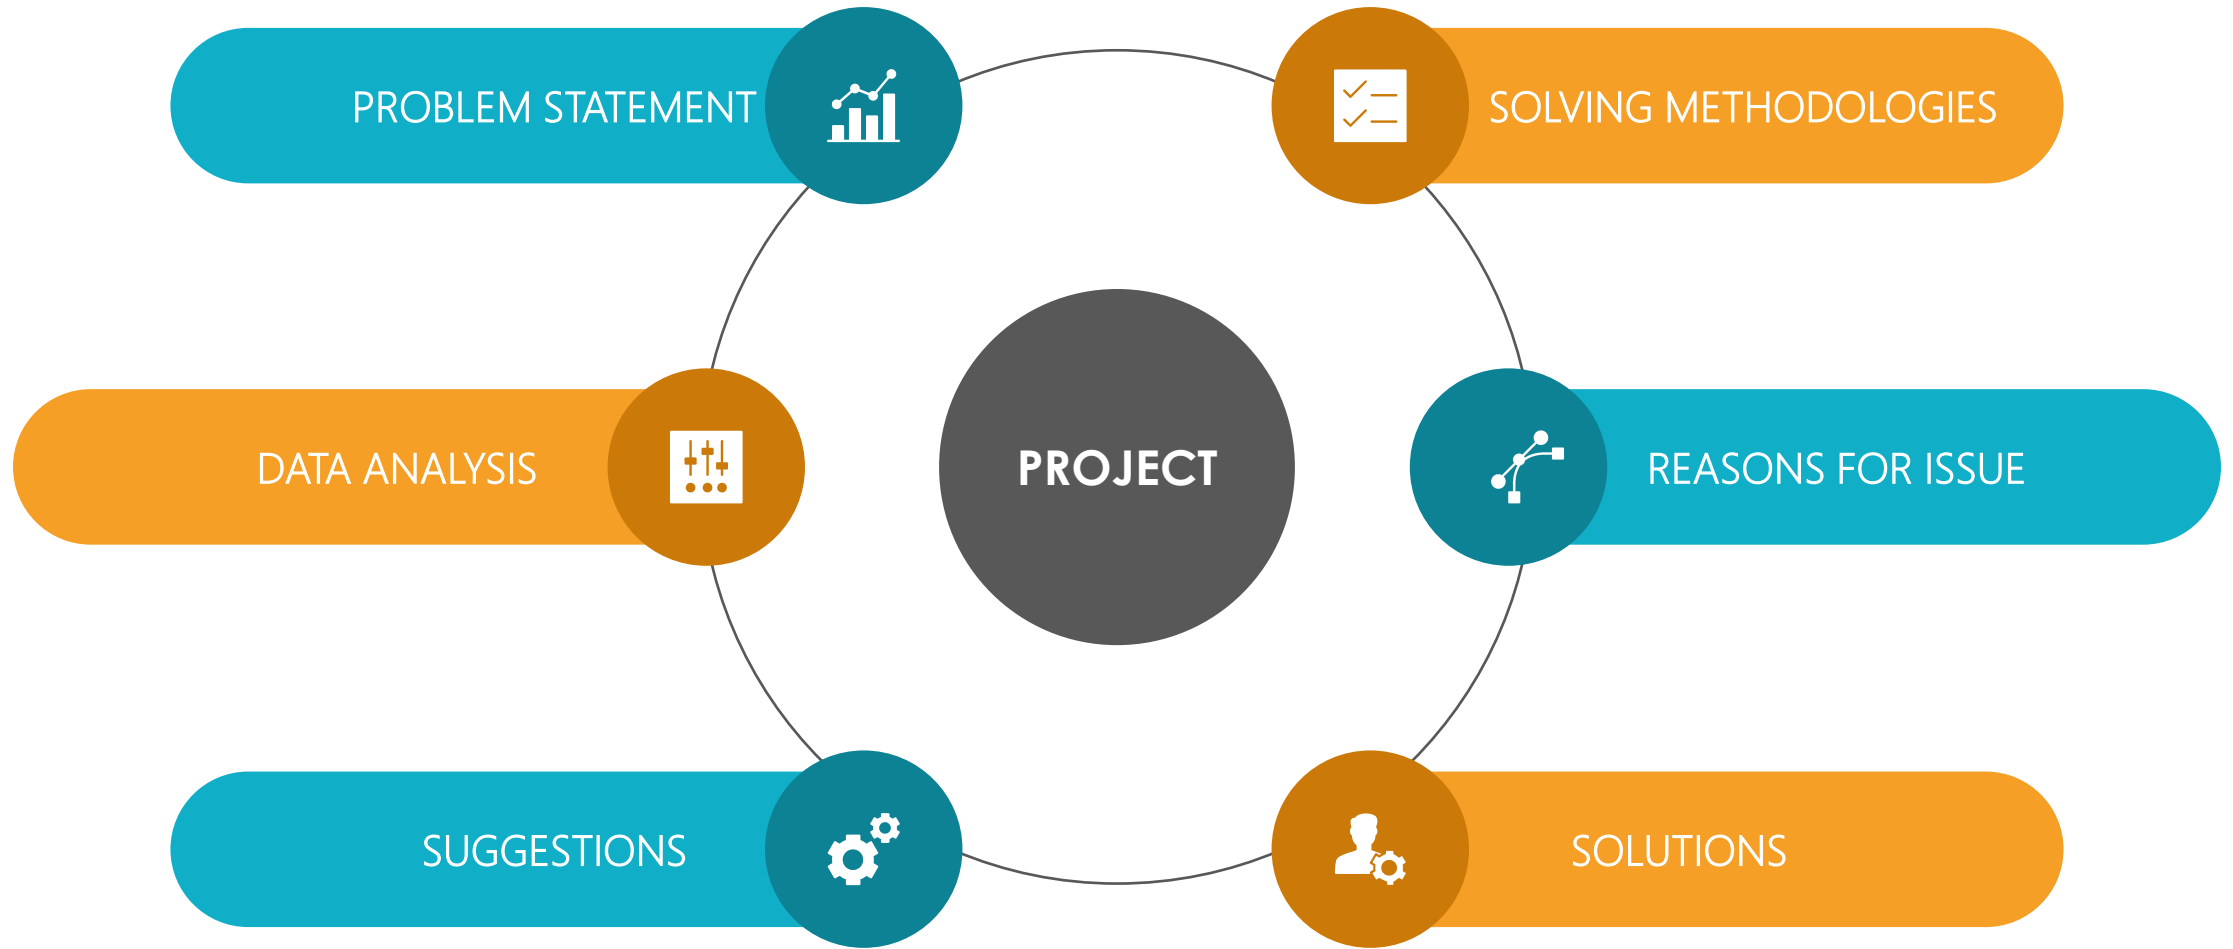 PROBLEM STATEMENT
SOLVING METHODOLOGIES
DATA ANALYSIS
PROJECT
REASONS FOR ISSUE
SUGGESTIONS
SOLUTIONS